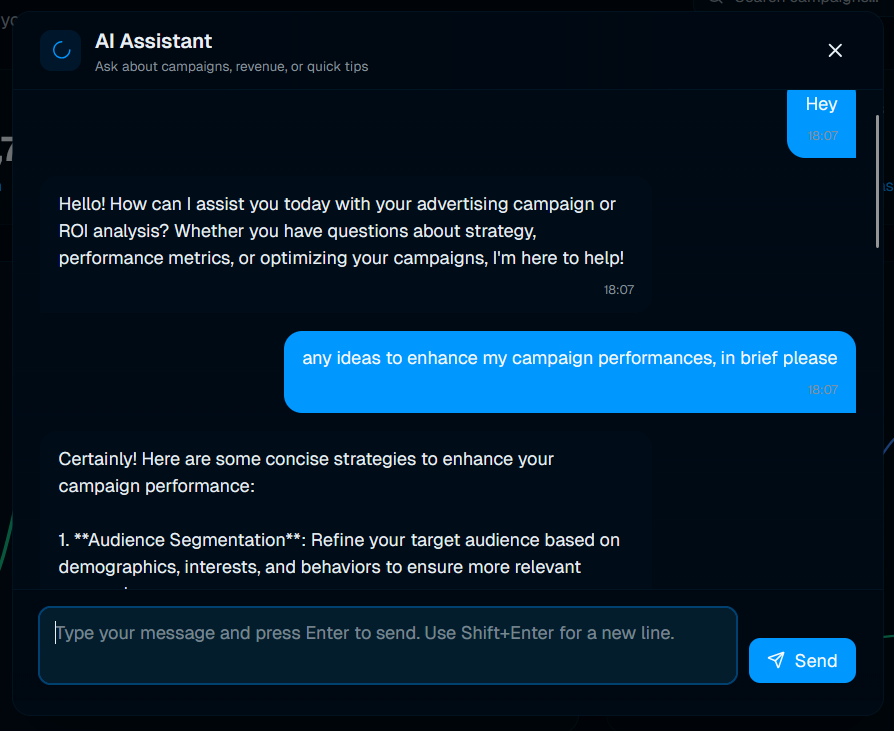 AI Assistant
Ask about campaigns, revenue, or quick tips
Hey
18:07
Hello! How can I assist you today with your advertising campaign or
ROI analysis? Whether you have questions about strategy,
performance metrics, or optimizing your campaigns, I'm here to help!
18:07
any ideas to enhance my campaign performances, in brief please
18:07
Certainly! Here are some concise strategies to enhance your
campaign performance:
1. **Audience Segmentation**: Refine your target audience based on
demographics, interests, and behaviors to ensure more relevant
Type your message and press Enter to send. Use Shift+Enter for a new line.
Send